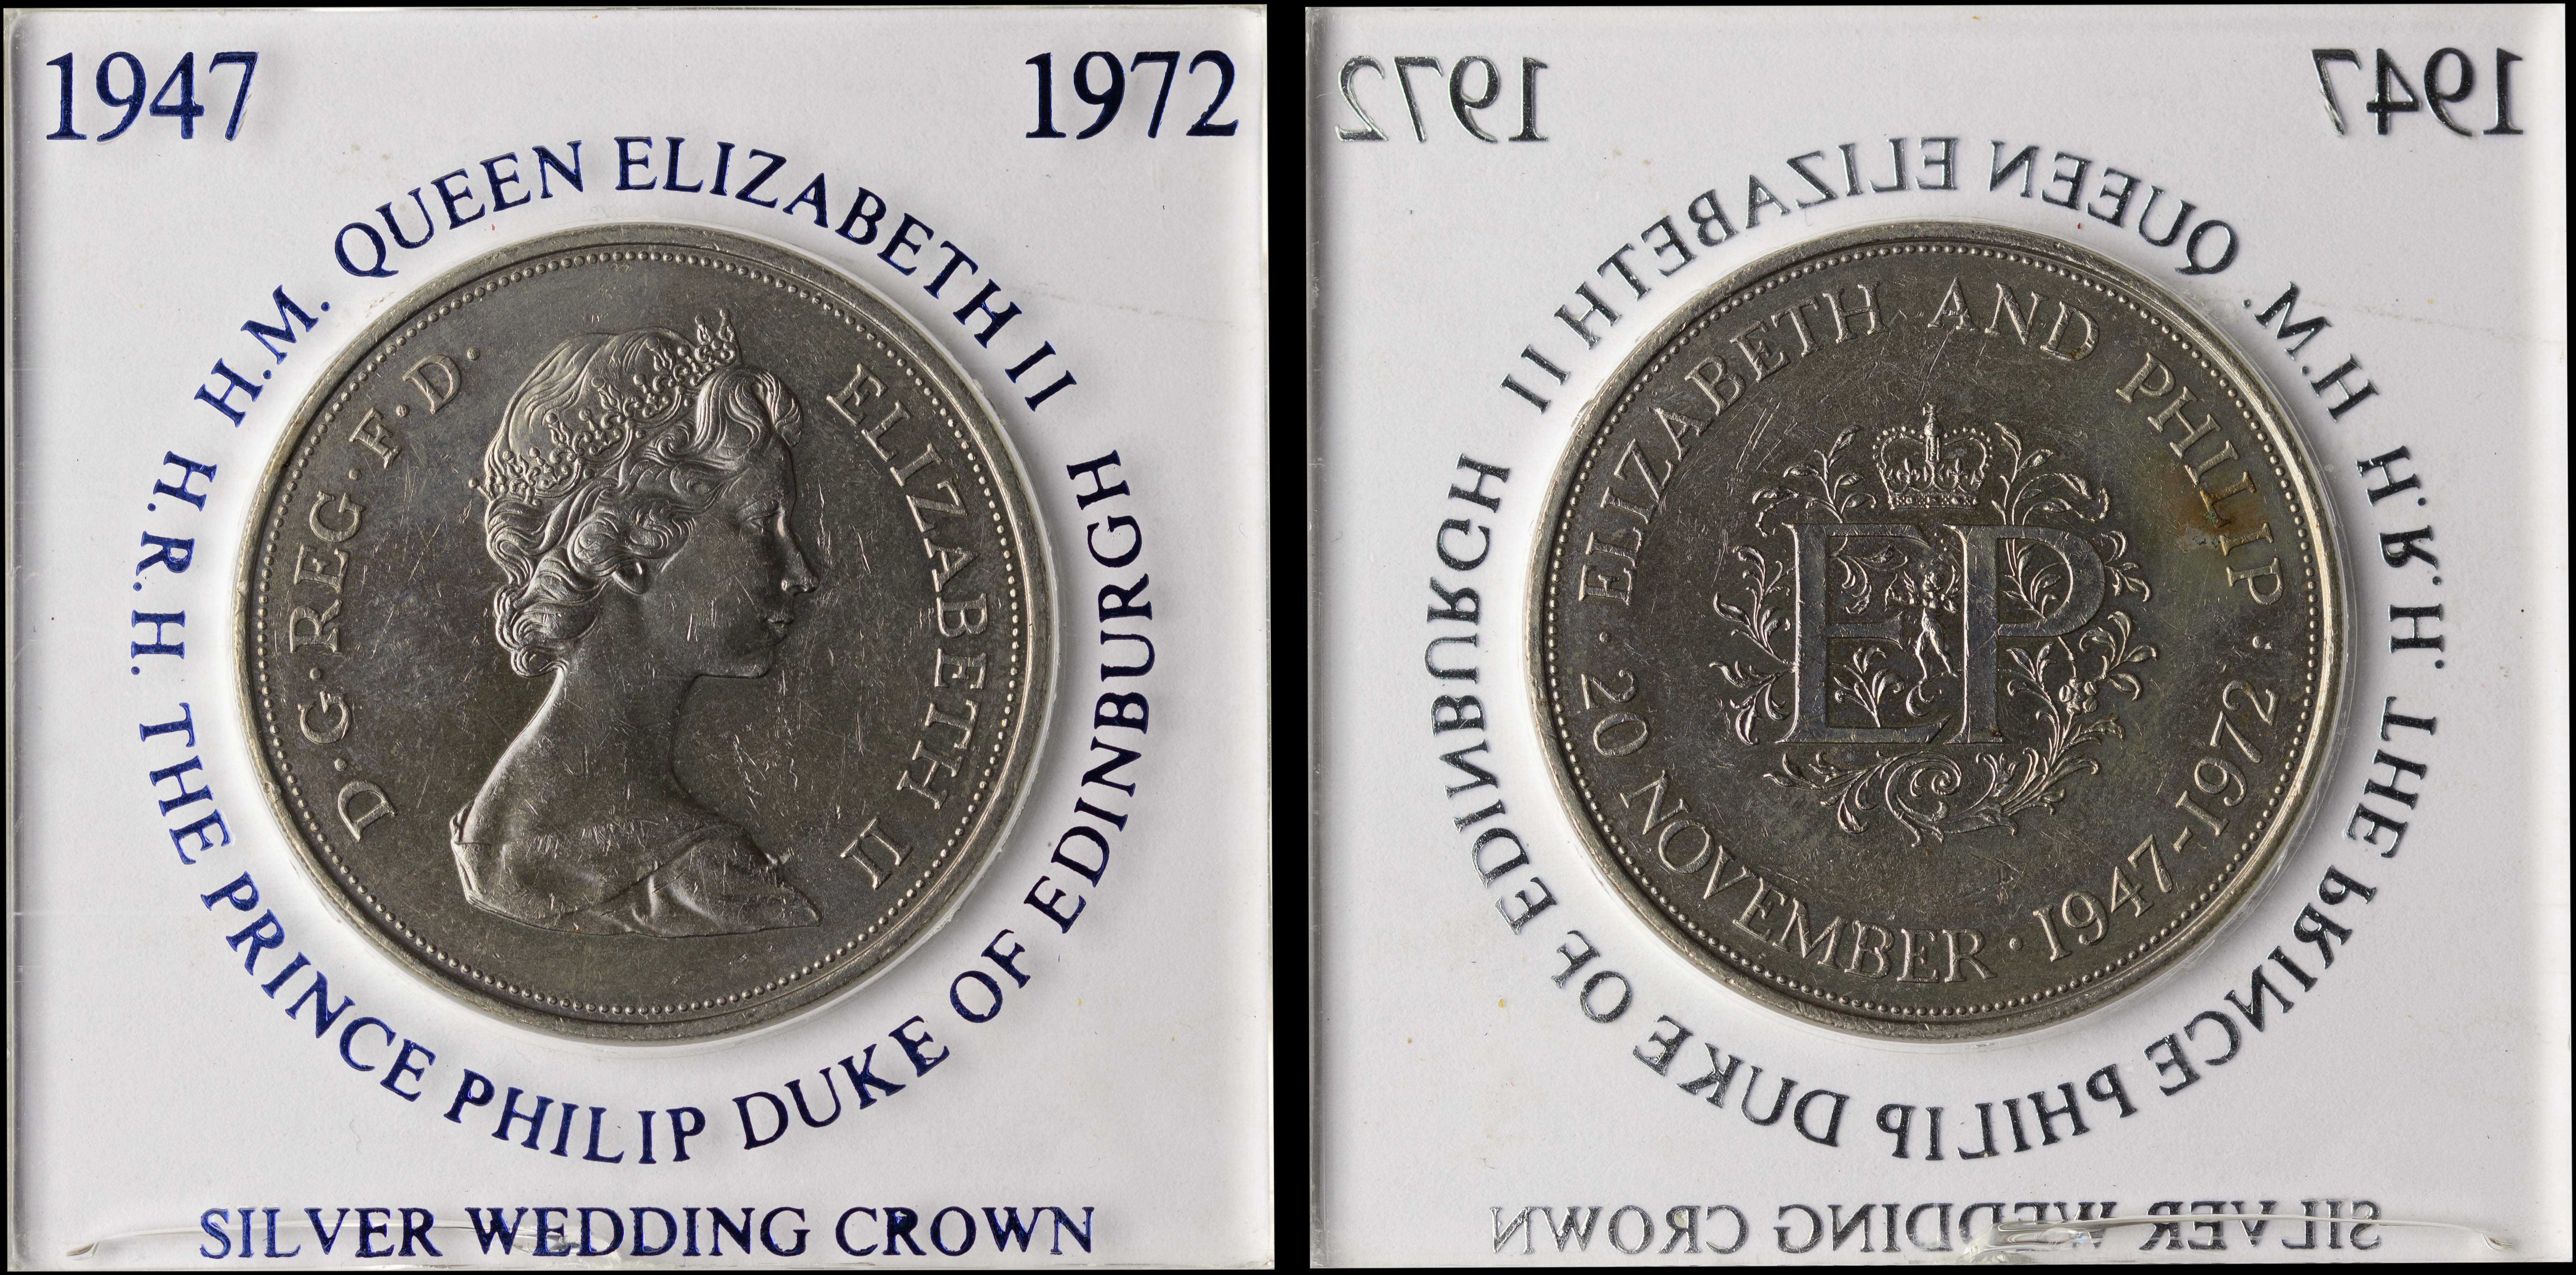 1947 1972
H.M. QUEEN ELIZABETH II
H.R.H. THE PRINCE PHILIP DUKE OF EDINBURGH
D·G·REG·F·D· ELIZABETH II
SILVER WEDDING CROWN
1972 1947
H.M. QUEEN ELIZABETH II
H.R.H. THE PRINCE PHILIP DUKE OF EDINBURGH
ELIZABETH AND PHILIP
EP
· 20 NOVEMBER · 1947-1972 ·
SILVER WEDDING CROWN